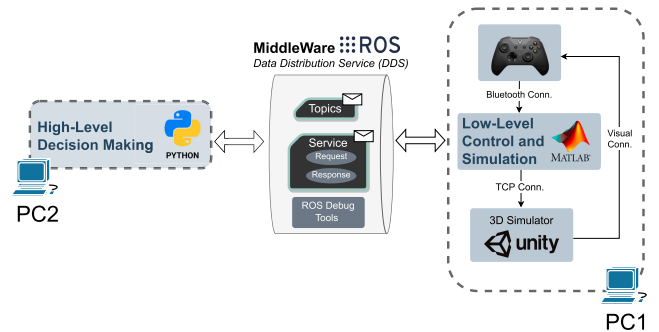 High-Level
Decision Making
PYTHON
PC2
MiddleWare ROS
Data Distribution Service (DDS)
Topics
Service
Request
Response
ROS Debug
Tools
Bluetooth Conn.
Low-Level
Control and
Simulation
MATLAB
TCP Conn.
3D Simulator
unity
Visual
Conn.
PC1